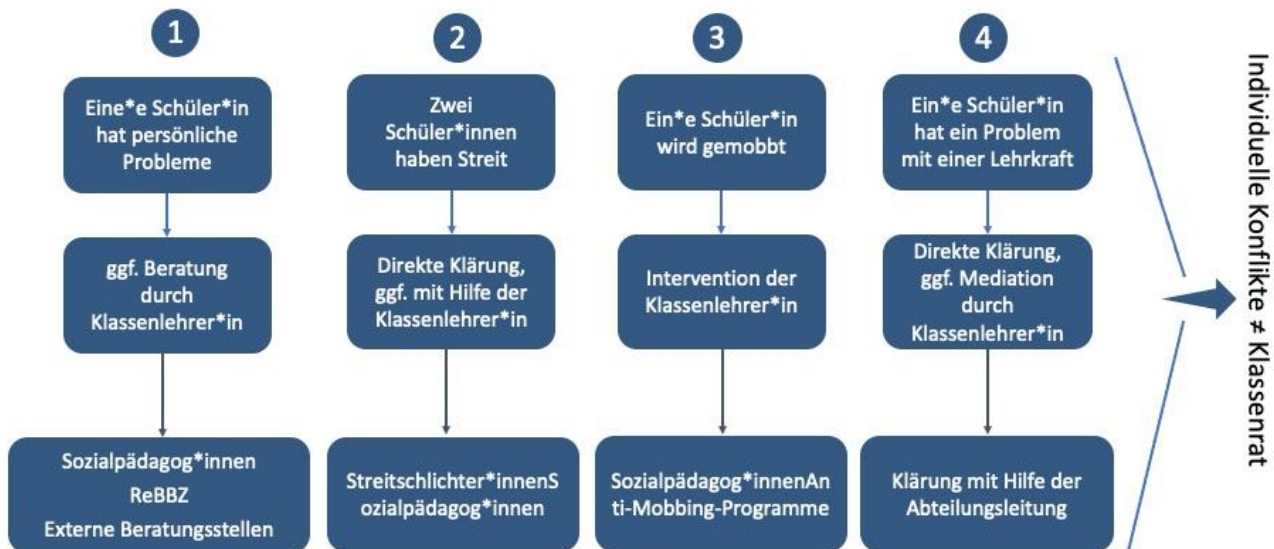 1
Eine*e Schüler*in
hat persönliche
Probleme
ggf. Beratung
durch
Klassenlehrer*in
Sozialpädagog*innen
ReBBZ
Externe Beratungsstellen
2
Zwei
Schüler*innen
haben Streit
Direkte Klärung,
ggf. mit Hilfe der
Klassenlehrer*in
Streitschlichter*innenS
ozialpädagog*innen
3
Ein*e Schüler*in
wird gemobbt
Intervention der
Klassenlehrer*in
Sozialpädagog*innenAn
ti-Mobbing-Programme
4
Ein*e Schüler*in
hat ein Problem
mit einer Lehrkraft
Direkte Klärung,
ggf. Mediation
durch
Klassenlehrer*in
Klärung mit Hilfe der
Abteilungsleitung
Individuelle Konflikte ≠ Klassenrat